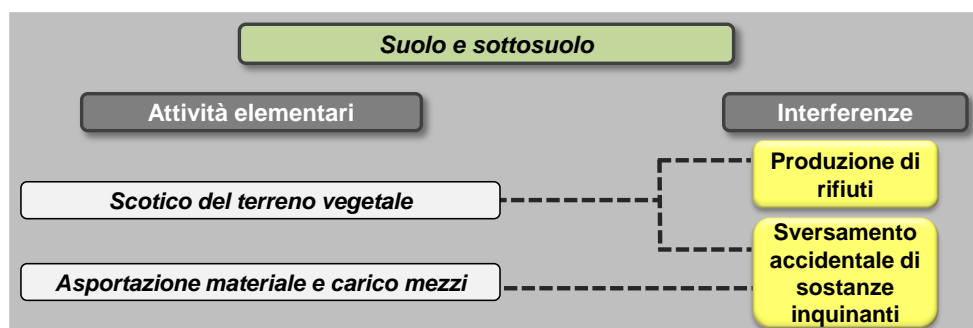 Suolo e sottosuolo
Attività elementari
Interferenze
Produzione di
rifiuti
Scotico del terreno vegetale
Sversamento
accidentale di
sostanze
inquinanti
Asportazione materiale e carico mezzi